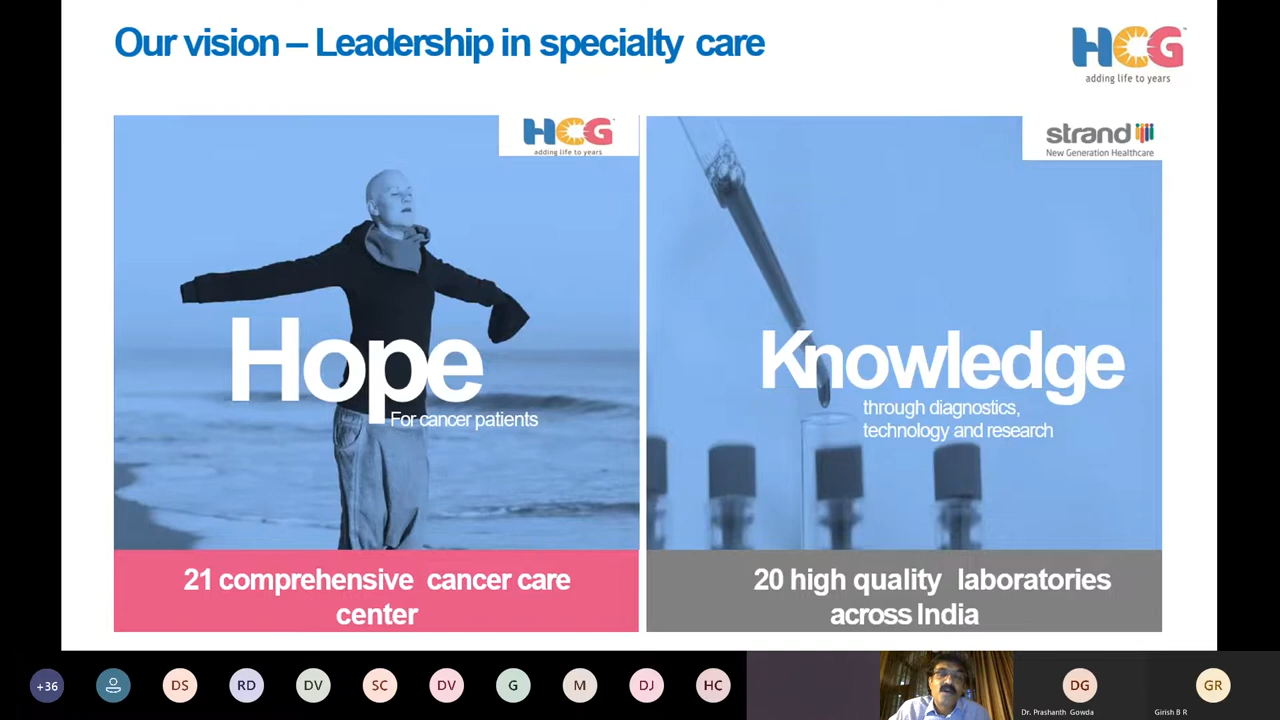 Our vision – Leadership in specialty care
HCG
adding life to years
HCG
adding life to years
Hope
For cancer patients
21 comprehensive cancer care
center
strand
New Generation Healthcare
Knowledge
through diagnostics,
technology and research
20 high quality laboratories
across India
+36
DS
RD
DV
SC
DV
G
M
DJ
HC
DG
Dr. Prashanth Gowda
GR
Girish B R